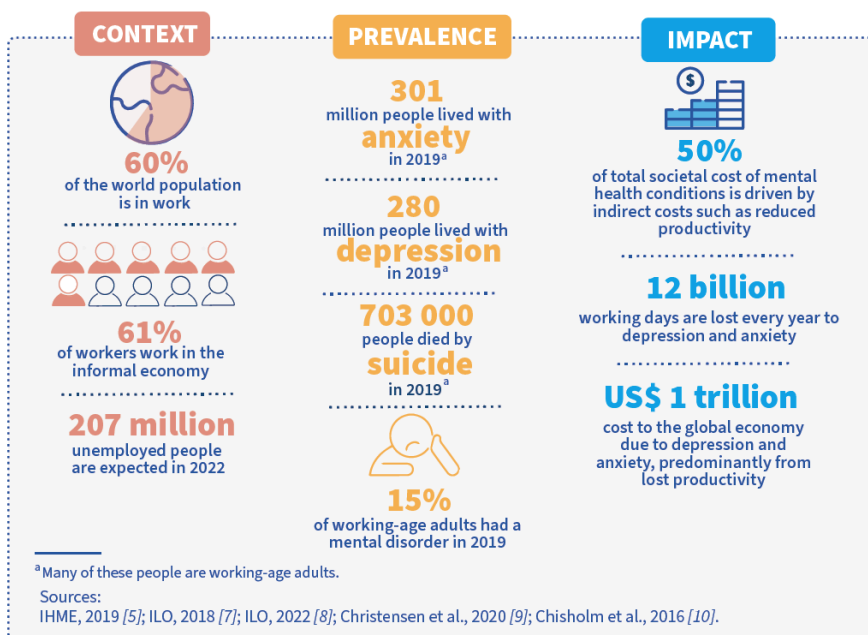 CONTEXT
60%
of the world population
is in work
61%
of workers work in the
informal economy
207 million
unemployed people
are expected in 2022
PREVALENCE
301
million people lived with
anxiety
in 2019ª
280
million people lived with
depression
in 2019ª
703 000
people died by
suicide
in 2019ª
15%
of working-age adults had a
mental disorder in 2019
IMPACT
$
50%
of total societal cost of mental
health conditions is driven by
indirect costs such as reduced
productivity
12 billion
working days are lost every year to
depression and anxiety
US$ 1 trillion
cost to the global economy
due to depression and
anxiety, predominantly from
lost productivity
ª Many of these people are working-age adults.
Sources:
IHME, 2019 [5]; ILO, 2018 [7]; ILO, 2022 [8]; Christensen et al., 2020 [9]; Chisholm et al., 2016 [10].